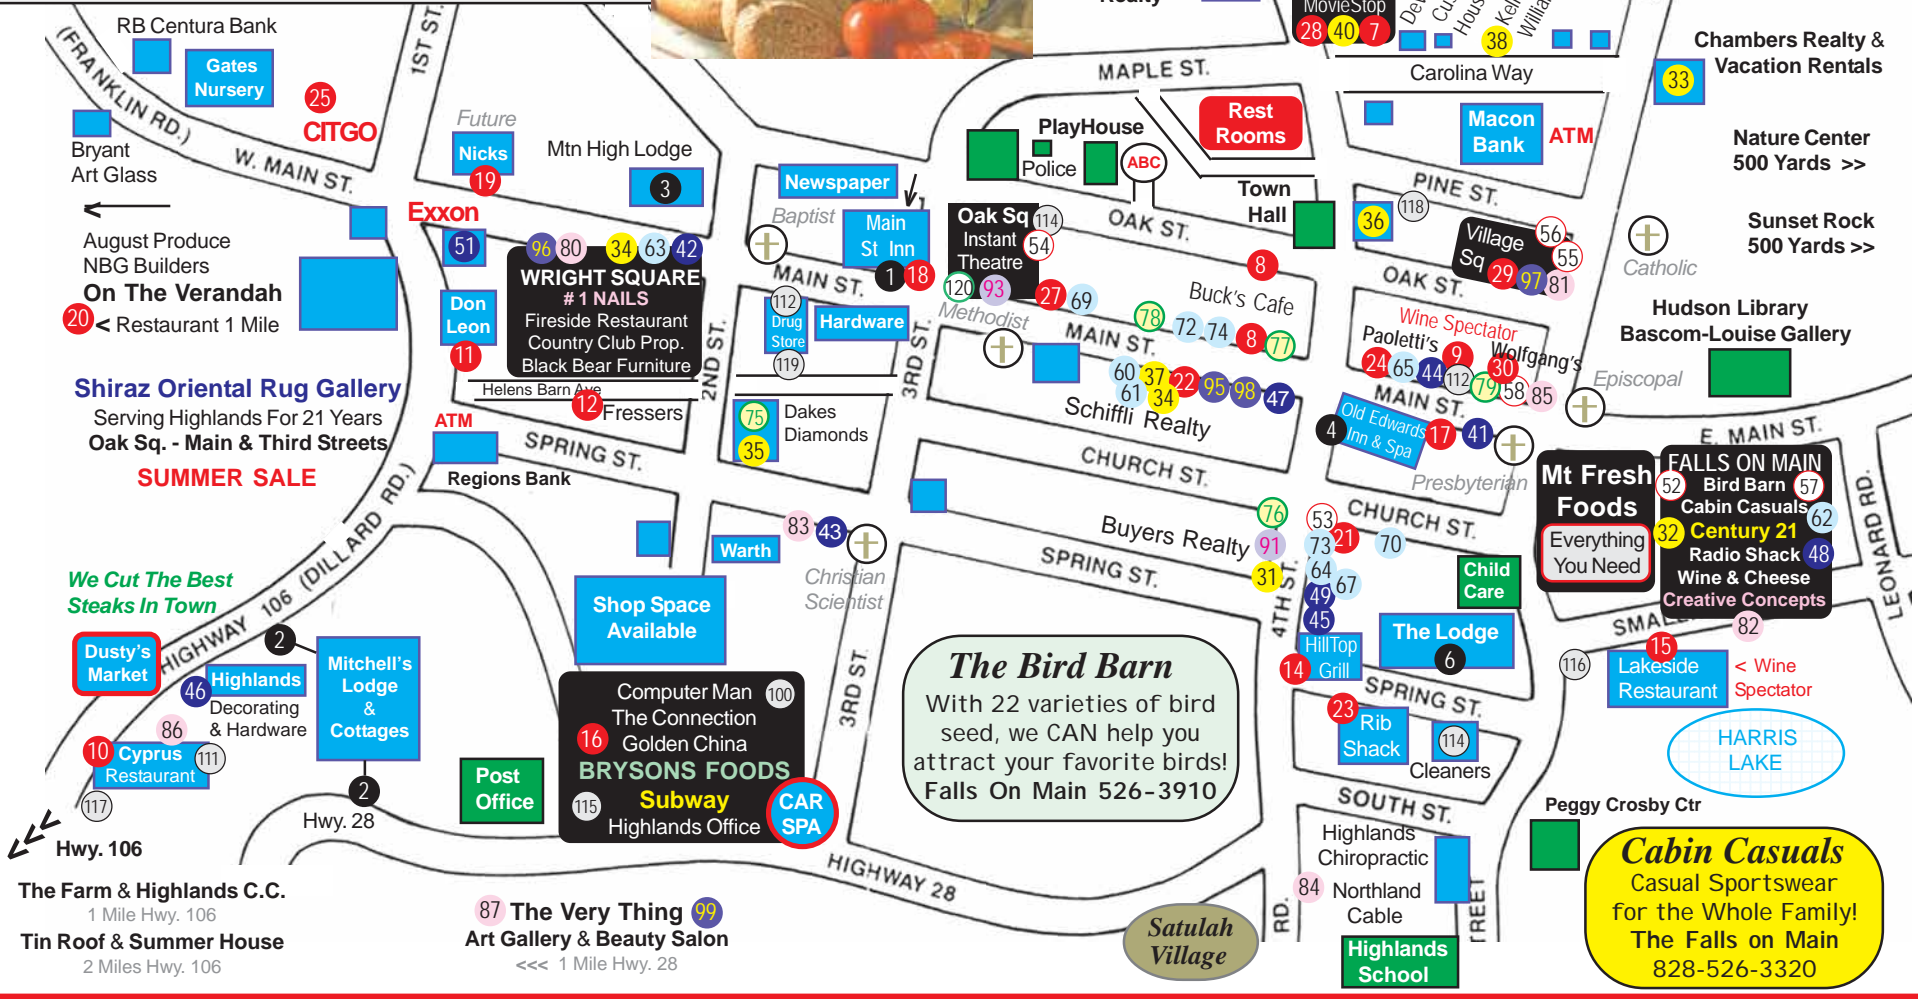 RB Centura Bank
Gates
Nursery
(FRANKLIN RD.)
25
CITGO
Bryant
Art Glass
W. MAIN ST.
1ST ST.
Future
Nicks
19
Mtn High Lodge
3
Exxon
51
August Produce
NBG Builders
On The Verandah
20 < Restaurant 1 Mile
Don
Leon
11
96 80 34 63 42
WRIGHT SQUARE
# 1 NAILS
Fireside Restaurant
Country Club Prop.
Black Bear Furniture
Helens Barn Ave
12
Fressers
2ND ST.
Shiraz Oriental Rug Gallery
Serving Highlands For 21 Years
Oak Sq. - Main & Third Streets
SUMMER SALE
ATM
Regions Bank
SPRING ST.
Newspaper
Baptist
Main
St Inn
1 18
MAIN ST.
112
Drug
Store
119
Hardware
3RD ST.
75
35
Dakes
Diamonds
MovieStop
28 40 7
38
Carolina Way
MAPLE ST.
Rest
Rooms
PlayHouse
Police
ABC
Town
Hall
OAK ST.
Oak Sq
114
Instant
54
Theatre
120 93
27 69
8
Buck's Cafe
78 72 74 8 77
Methodist
MAIN ST.
60 37 22 95 98 47
61 34
Schiffli Realty
CHURCH ST.
Macon
Bank
ATM
PINE ST.
36
118
Village
Sq
56
55
29 97 81
OAK ST.
Wine Spectator
Paoletti's
Wolfgang's
24 65 44 9 112 79 30 58 85
MAIN ST.
Old Edwards
Inn & Spa
4
17 41
Presbyterian
Episcopal
Catholic
33
Chambers Realty &
Vacation Rentals
Nature Center
500 Yards >>
Sunset Rock
500 Yards >>
Hudson Library
Bascom-Louise Gallery
E. MAIN ST.
LEONARD RD.
Mt Fresh
Foods
Everything
You Need
FALLS ON MAIN
52
Bird Barn
57
Cabin Casuals
62
32
Century 21
Radio Shack
48
Wine & Cheese
Creative Concepts
82
CHURCH ST.
76
53
21
70
Buyers Realty
91
73
31
64
67
49
45
4TH ST.
HillTop
Grill
14
Child
Care
The Lodge
6
SPRING ST.
SPRING ST.
116
15
Lakeside
Restaurant
< Wine
Spectator
HARRIS
LAKE
23
Rib
Shack
114
Cleaners
SOUTH ST.
Peggy Crosby Ctr
Highlands
Chiropractic
84
Northland
Cable
Highlands
School
RD.
Cabin Casuals
Casual Sportswear
for the Whole Family!
The Falls on Main
828-526-3320
The Bird Barn
With 22 varieties of bird
seed, we CAN help you
attract your favorite birds!
Falls On Main 526-3910
Satulah
Village
83 43
Warth
Christian
Scientist
Shop Space
Available
3RD ST.
Computer Man
100
The Connection
16
Golden China
BRYSONS FOODS
115
Subway
Highlands Office
CAR
SPA
Post
Office
HIGHWAY 28
We Cut The Best
Steaks In Town
HIGHWAY 106 (DILLARD RD.)
Dusty's
Market
2
Mitchell's
Lodge
&
Cottages
2
Hwy. 28
46
Highlands
Decorating
& Hardware
86
10
Cyprus
Restaurant
111
117
Hwy. 106
The Farm & Highlands C.C.
1 Mile Hwy. 106
Tin Roof & Summer House
2 Miles Hwy. 106
87 The Very Thing 99
Art Gallery & Beauty Salon
<<< 1 Mile Hwy. 28